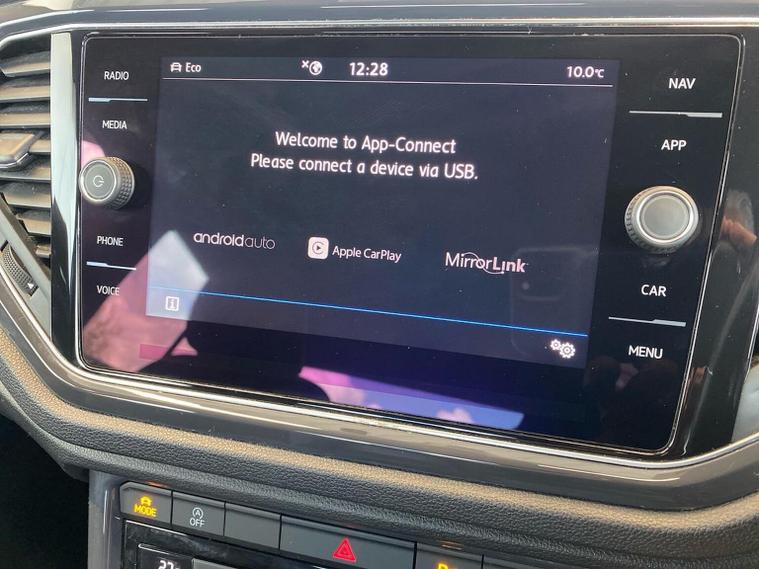 RADIO
MEDIA
PHONE
VOICE
Eco
12:28
10.0°C
Welcome to App-Connect
Please connect a device via USB.
androidauto
Apple CarPlay
MirrorLink
i
NAV
APP
CAR
MENU
MODE
A
OFF